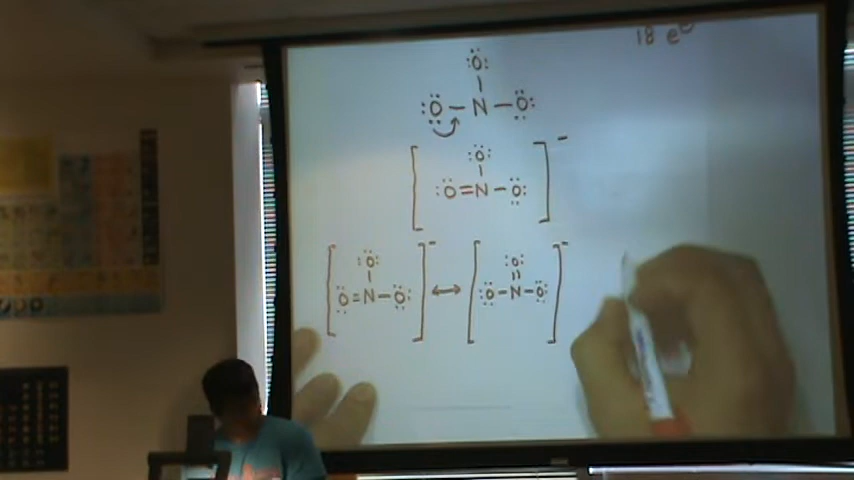 18 e⊖
:Ö:
:Ö – N – Ö:
[ :Ö: ]⁻
:Ö=N–Ö:
[ :Ö: ]⁻ ↔ [ :O: ]⁻
:O=N–Ö: :Ö–N–Ö: